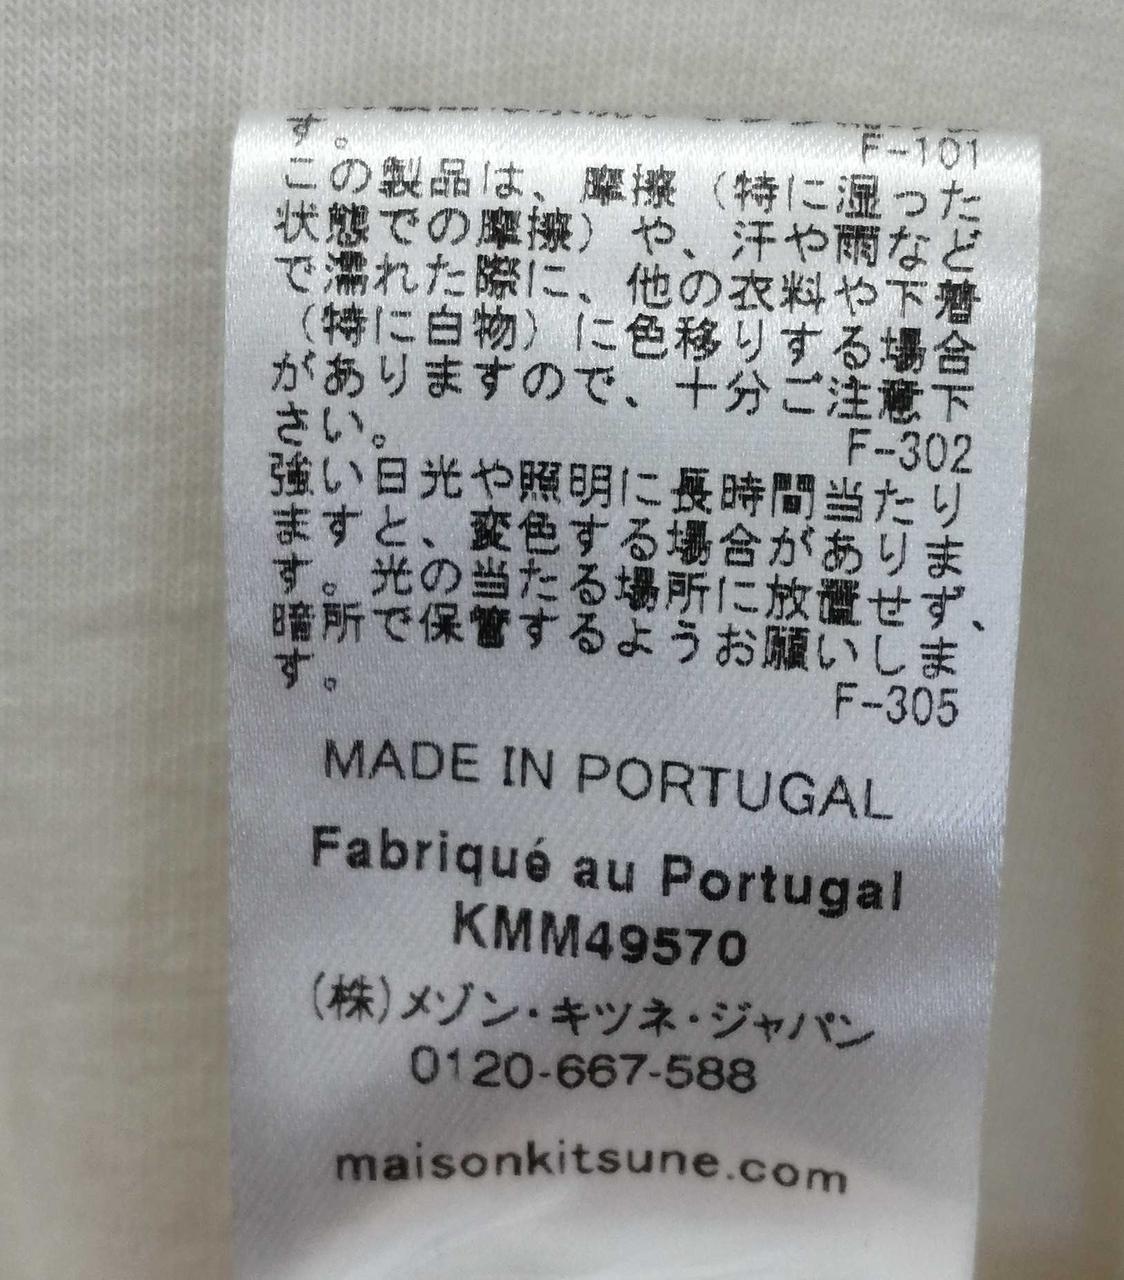 す。
F-101
この製品は、摩擦（特に湿った
状態での摩擦）や、汗や雨など
で濡れた際に、他の衣料や下着
（特に白物）に色移りする場合
がありますので、十分ご注意下
さい。
F-302
強い日光や照明に長時間当たり
ますと、変色する場合がありま
す。光の当たる場所に放置せず、
暗所で保管するようお願いしま
す。
F-305
MADE IN PORTUGAL
Fabriqué au Portugal
KMM49570
(株)メゾン・キツネ・ジャパン
0120-667-588
maisonkitsune.com